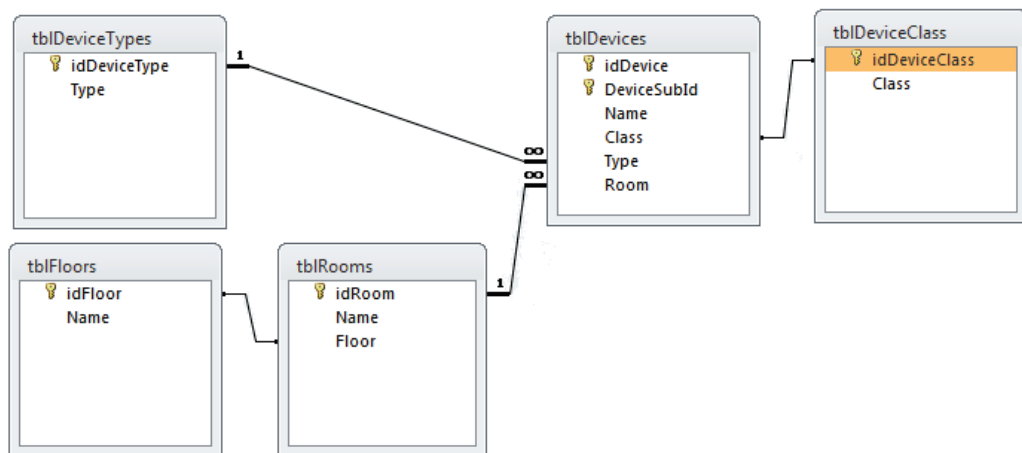 tblDeviceTypes
idDeviceType
Type
1
tblDevices
idDevice
DeviceSubId
Name
Class
Type
Room
∞
∞
tblDeviceClass
idDeviceClass
Class
tblFloors
idFloor
Name
tblRooms
idRoom
Name
Floor
1